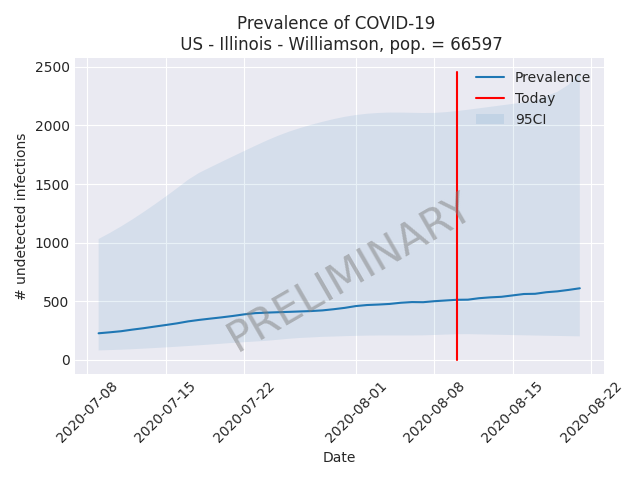 Prevalence of COVID-19
US - Illinois - Williamson, pop. = 66597
2500
2000
1500
1000
500
0
# undetected infections
Prevalence
Today
95CI
PRELIMINARY
2020-07-08
2020-07-15
2020-07-22
2020-08-01
2020-08-08
2020-08-15
2020-08-22
Date